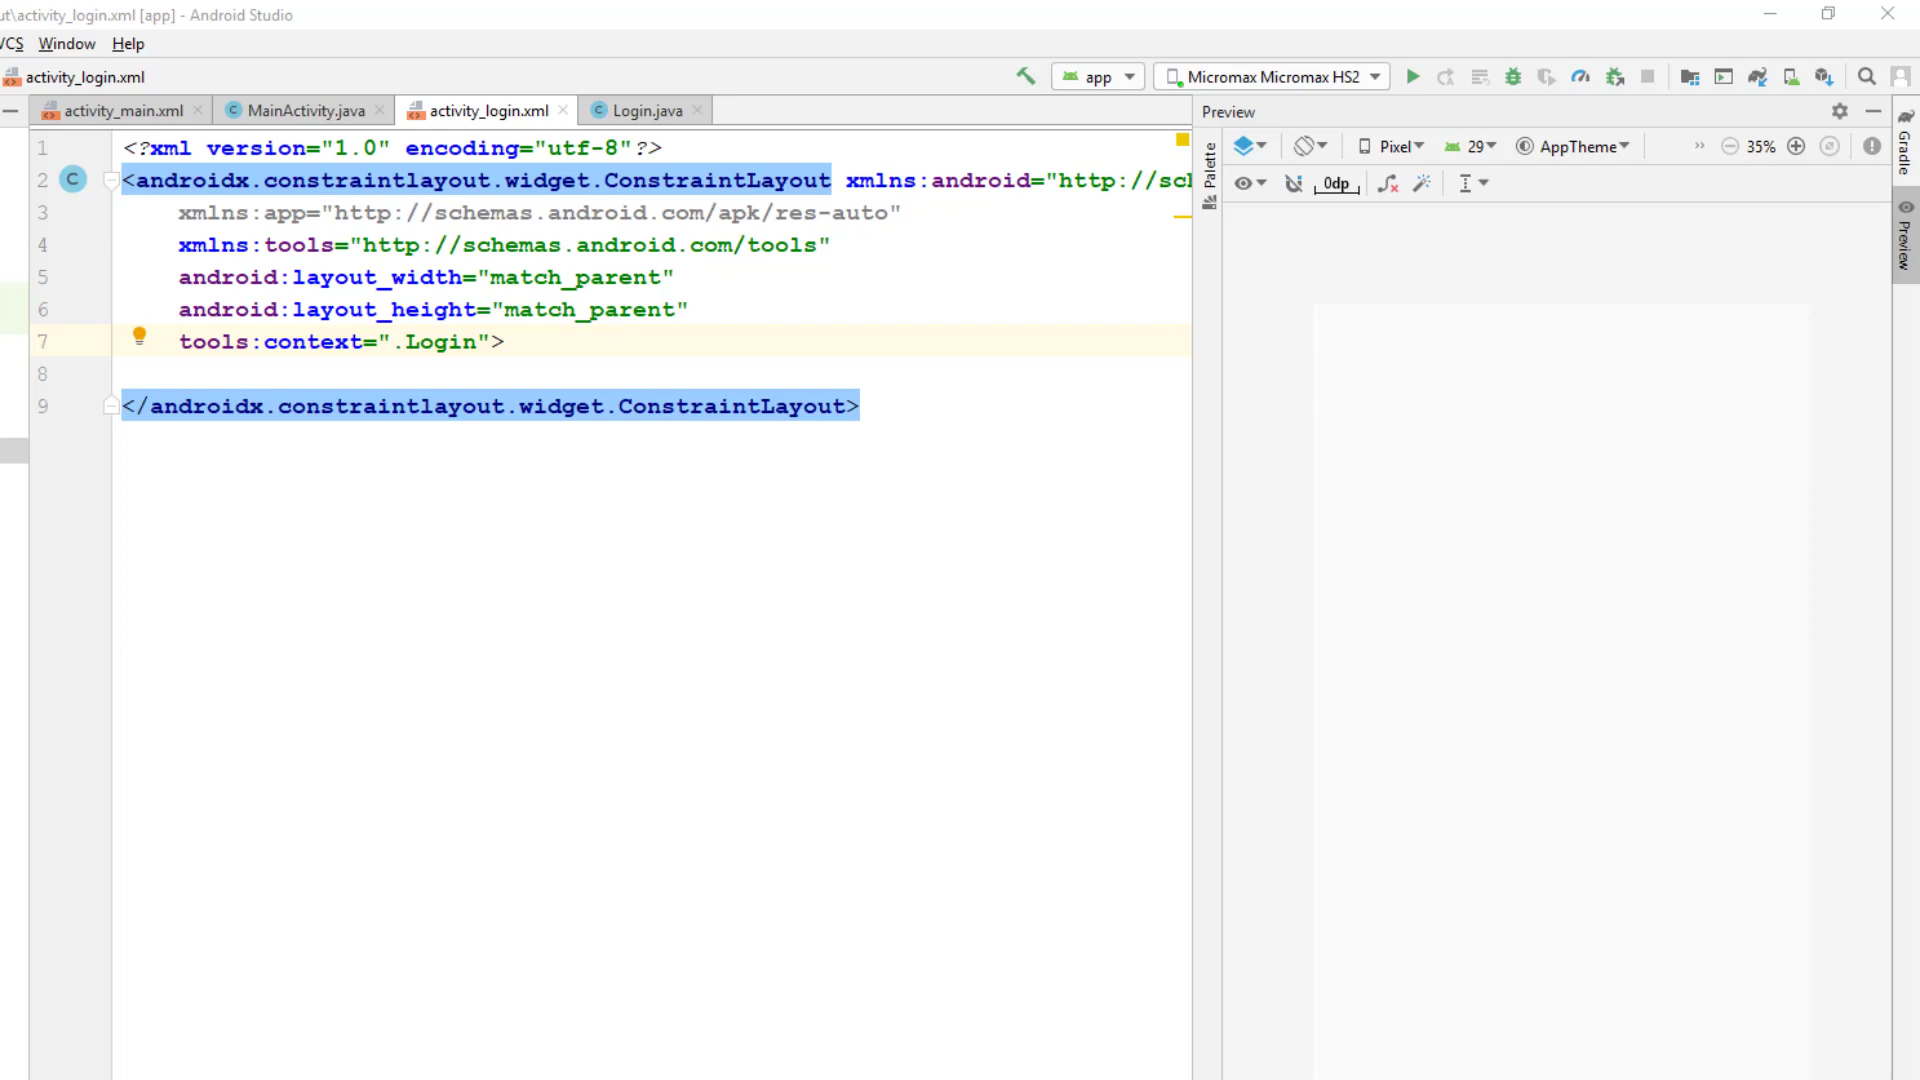 ut\activity_login.xml [app] - Android Studio
VCS Window Help
activity_login.xml
app
Micromax Micromax HS2
activity_main.xml
MainActivity.java
activity_login.xml
Login.java
Preview
1 <?xml version="1.0" encoding="utf-8"?>
2 <androidx.constraintlayout.widget.ConstraintLayout xmlns:android="http://sch
3 xmlns:app="http://schemas.android.com/apk/res-auto"
4 xmlns:tools="http://schemas.android.com/tools"
5 android:layout_width="match_parent"
6 android:layout_height="match_parent"
7 tools:context=".Login">
8
9 </androidx.constraintlayout.widget.ConstraintLayout>
Palette
Pixel
29
AppTheme
35%
0dp
Gradle
Preview